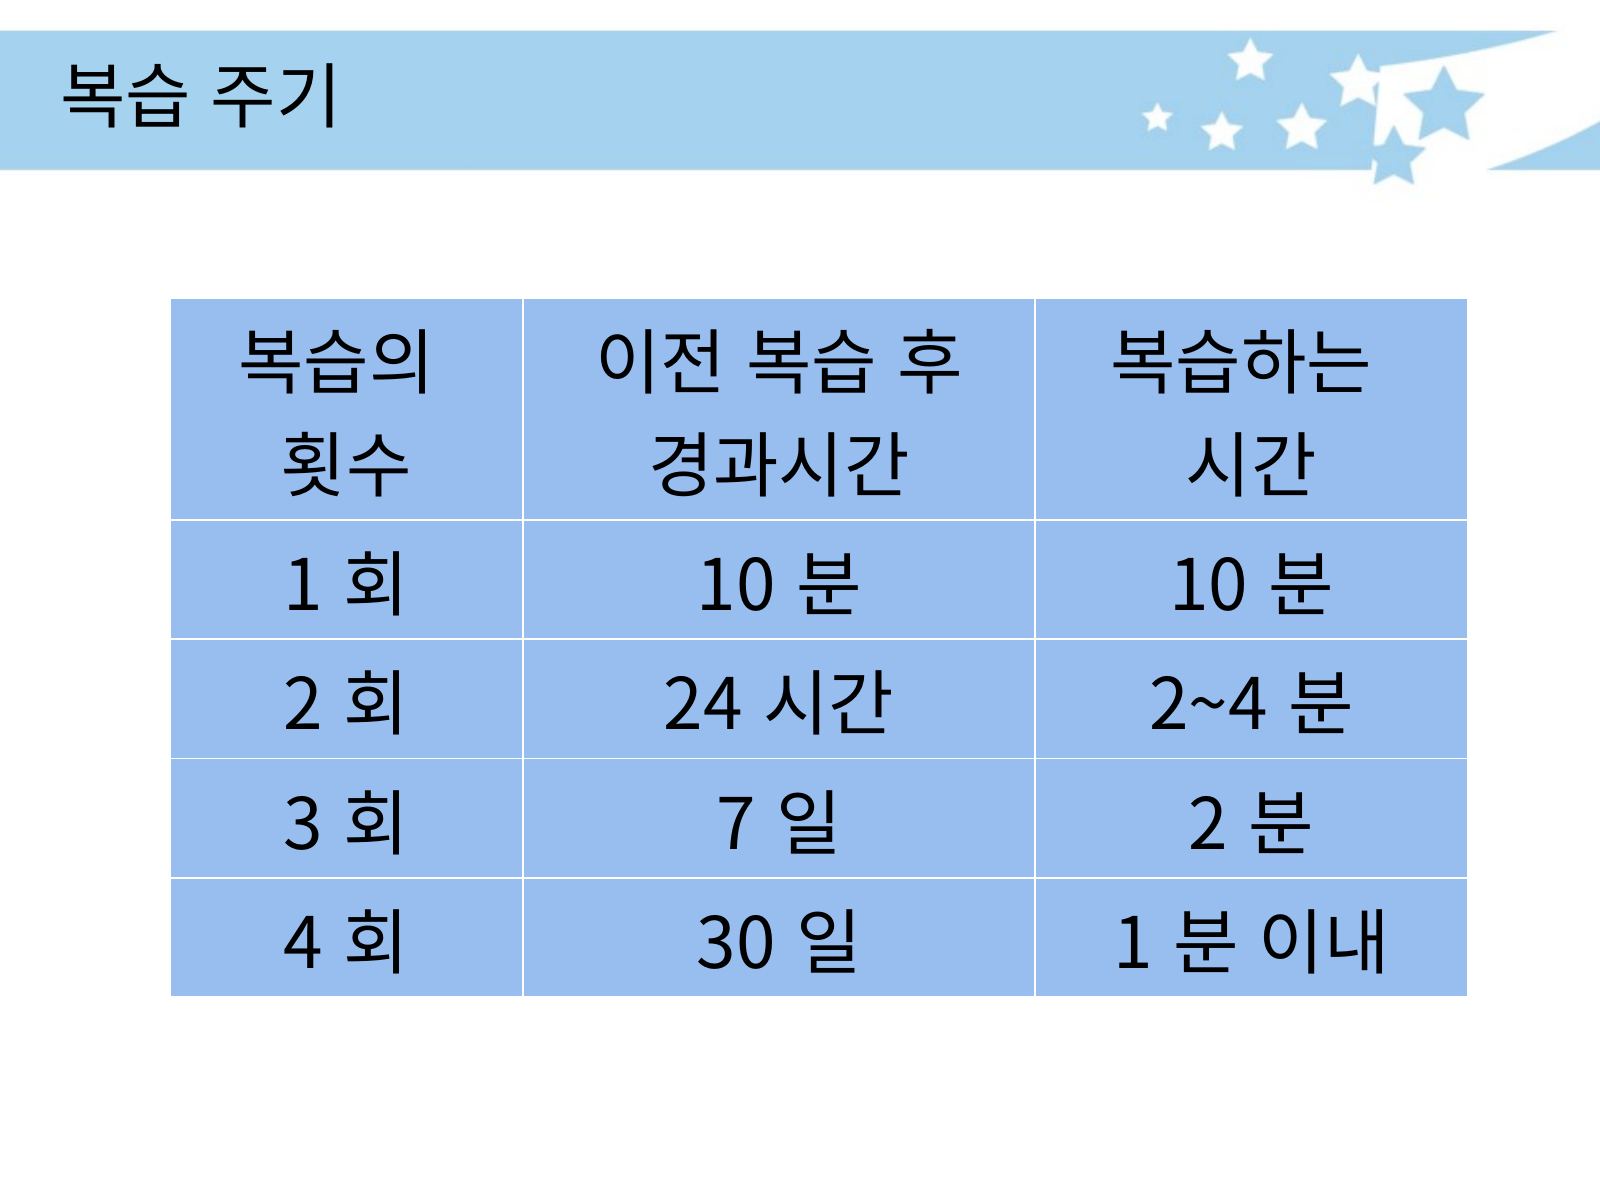 복습 주기
복습의 횟수
이전 복습 후 경과시간
복습하는 시간
1 회
10 분
10 분
2 회
24 시간
2~4 분
3 회
7 일
2 분
4 회
30 일
1 분 이내